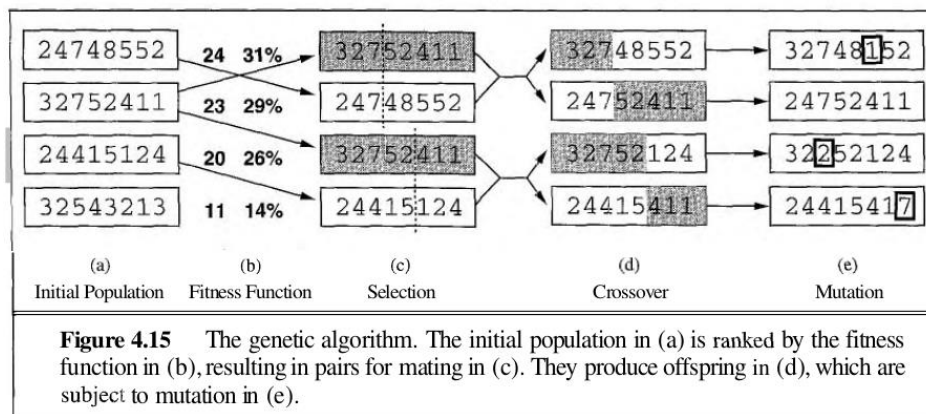 24748552 24 31% 32752411 32748552 32748152
32752411 23 29% 24748552 24752411 24752411
24415124 20 26% 32752411 32752124 32252124
32543213 11 14% 24415124 24415411 24415417
(a) (b) (c) (d) (e)
Initial Population Fitness Function Selection Crossover Mutation
Figure 4.15 The genetic algorithm. The initial population in (a) is ranked by the fitness
function in (b), resulting in pairs for mating in (c). They produce offspring in (d), which are
subject to mutation in (e).